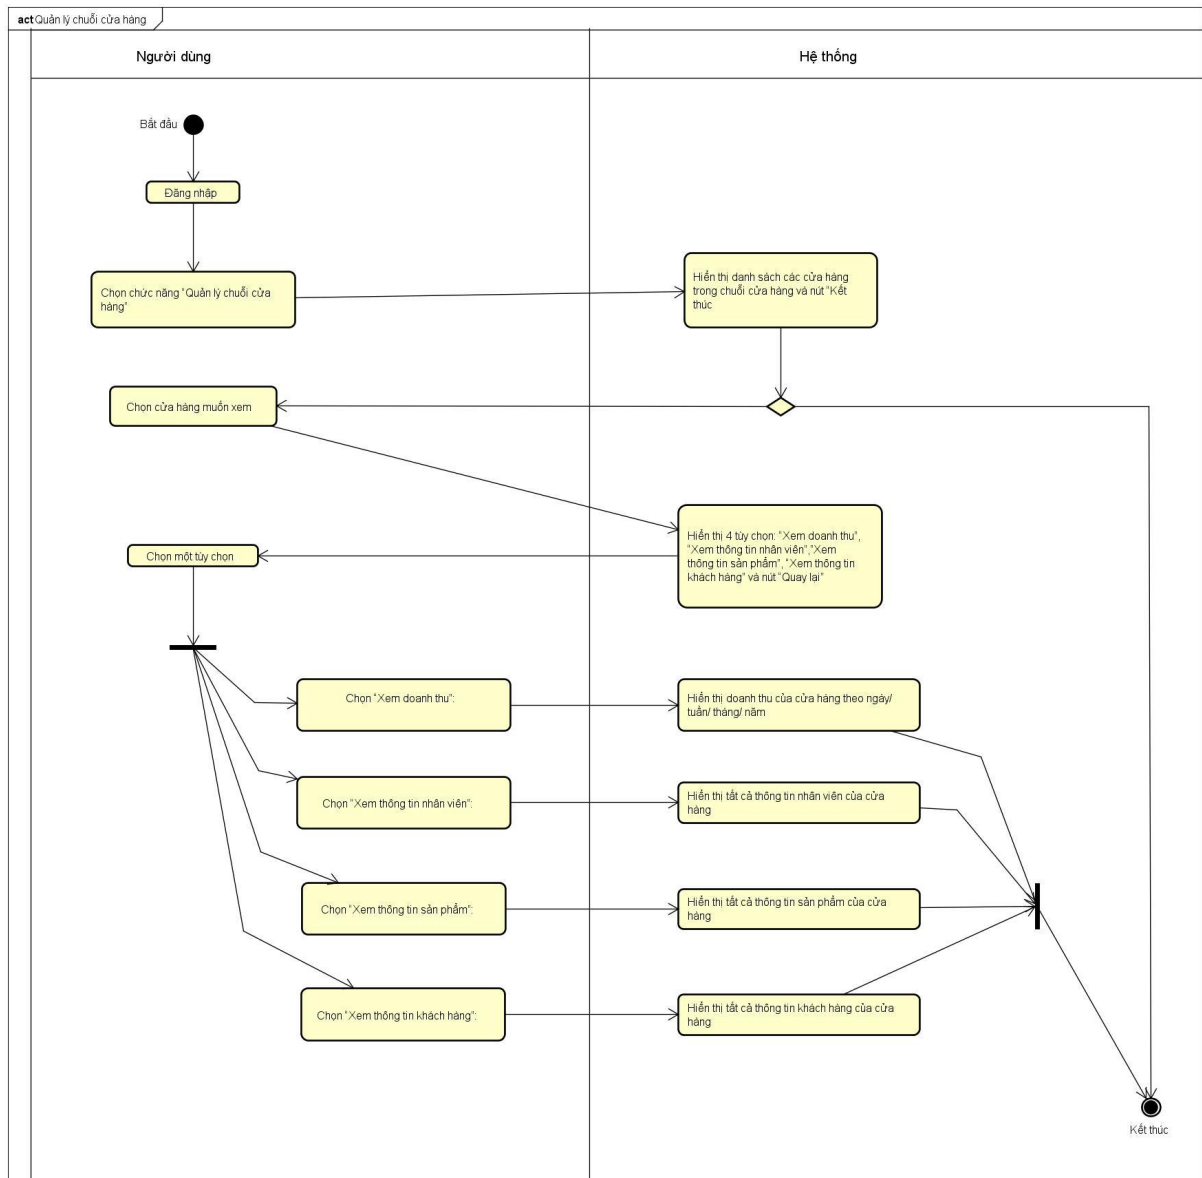 act Quản lý chuỗi cửa hàng
Người dùng
Hệ thống
Bắt đầu
Đăng nhập
Chọn chức năng "Quản lý chuỗi cửa
hàng"
Hiển thị danh sách các cửa hàng
trong chuỗi cửa hàng và nút "Kết
thúc
Chọn cửa hàng muốn xem
Hiển thị 4 tùy chọn: "Xem doanh thu",
"Xem thông tin nhân viên","Xem
thông tin sản phẩm", "Xem thông tin
khách hàng" và nút "Quay lại"
Chọn một tùy chọn
Chọn "Xem doanh thu":
Hiển thị doanh thu của cửa hàng theo ngày/
tuần/ tháng/ năm
Chọn "Xem thông tin nhân viên":
Hiển thị tất cả thông tin nhân viên của cửa
hàng
Chọn "Xem thông tin sản phẩm":
Hiển thị tất cả thông tin sản phẩm của cửa
hàng
Chọn "Xem thông tin khách hàng":
Hiển thị tất cả thông tin khách hàng của cửa
hàng
Kết thúc